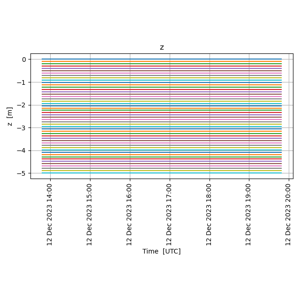 z
0
−1
−2
−3
−4
−5
z [m]
12 Dec 2023 14:00
12 Dec 2023 15:00
12 Dec 2023 16:00
12 Dec 2023 17:00
12 Dec 2023 18:00
12 Dec 2023 19:00
12 Dec 2023 20:00
Time [UTC]